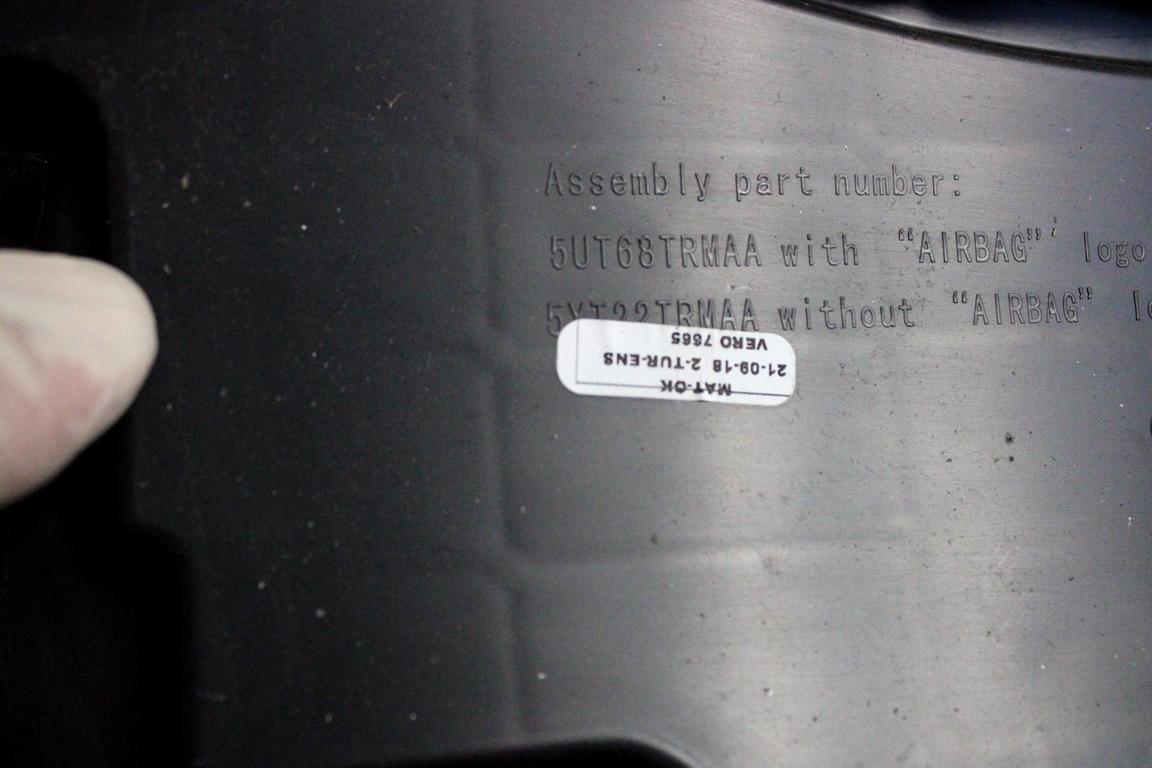 Assembly part number:
5UT68TRMAA with “AIRBAG” logo
5YT22TRMAA without “AIRBAG”
MAT-OK
21-09-18 2-TUR-ENS
VERO 7665